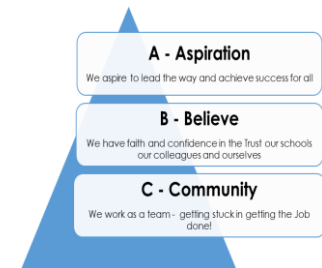 A - Aspiration
We aspire to lead the way and achieve success for all
B - Believe
We have faith and confidence in the Trust our schools
our colleagues and ourselves
C - Community
We work as a team - getting stuck in getting the Job
done!